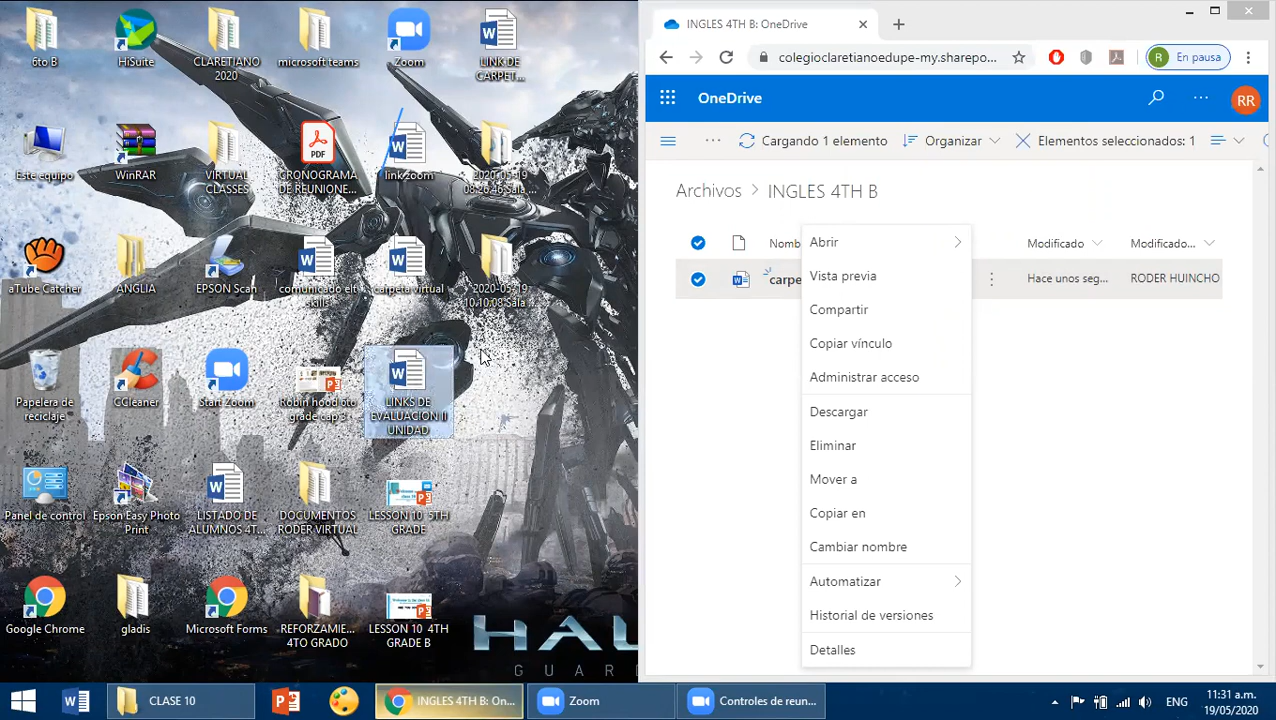 6to B
HiSuite
CLARETIANO
2020
microsoft teams
Zoom
LINK DE
CARPET...
Este equipo
WinRAR
VIRTUAL
CLASSES
CRONOGRAMA
DE REUNIONE...
link zoom
2020-05-19
08.26.46 Sala ...
aTube Catcher
ANGLIA
EPSON Scan
comunicado elt
skills
carpeta virtual
2020-05-19
10.10.08 Sala...
Papelera de
reciclaje
CCleaner
Start Zoom
Robin hood 6to
grade cap 3
LINKS DE
EVALUACION II
UNIDAD
Panel de control
Epson Easy Photo
Print
LISTADO DE
ALUMNOS 4T...
DOCUMENTOS
RODER VIRTUAL
LESSON 10 5TH
GRADE
Google Chrome
gladis
Microsoft Forms
REFORZAMIE...
4TO GRADO
LESSON 10 4TH
GRADE B
HAL
GUAR
INGLES 4TH B: OneDrive
colegioclaretianoedupe-my.sharepo...
R
En pausa
OneDrive
RR
Cargando 1 elemento
Organizar
Elementos seleccionados: 1
Archivos > INGLES 4TH B
Nomb
Modificado
Modificado...
carpe
Hace unos seg...
RODER HUINCHO
Abrir
Vista previa
Compartir
Copiar vínculo
Administrar acceso
Descargar
Eliminar
Mover a
Copiar en
Cambiar nombre
Automatizar
Historial de versiones
Detalles
CLASE 10
INGLES 4TH B: On...
Zoom
Controles de reun...
ENG
11:31 a.m.
19/05/2020